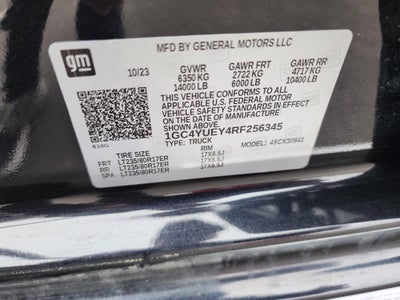 gm
MFD BY GENERAL MOTORS LLC
10/23
GVWR GAWR FRT GAWR RR
6350 KG 2722 KG 4717 KG
14000 LB 6000 LB 10400 LB
THIS VEHICLE CONFORMS TO ALL
APPLICABLE U.S. FEDERAL MOTOR
VEHICLE SAFETY STANDARDS IN EFFECT
ON THE DATE OF MANUFACTURE
SHOWN ABOVE.
1GC4YUEY4RF256345
TYPE: TRUCK MODEL:
TIRE SIZE RIM
FRT LT235/80R17ER 17X6.5J
RR LT235/80R17ER 17X6.5J
SPA LT235/80R17ER 17X6.5J